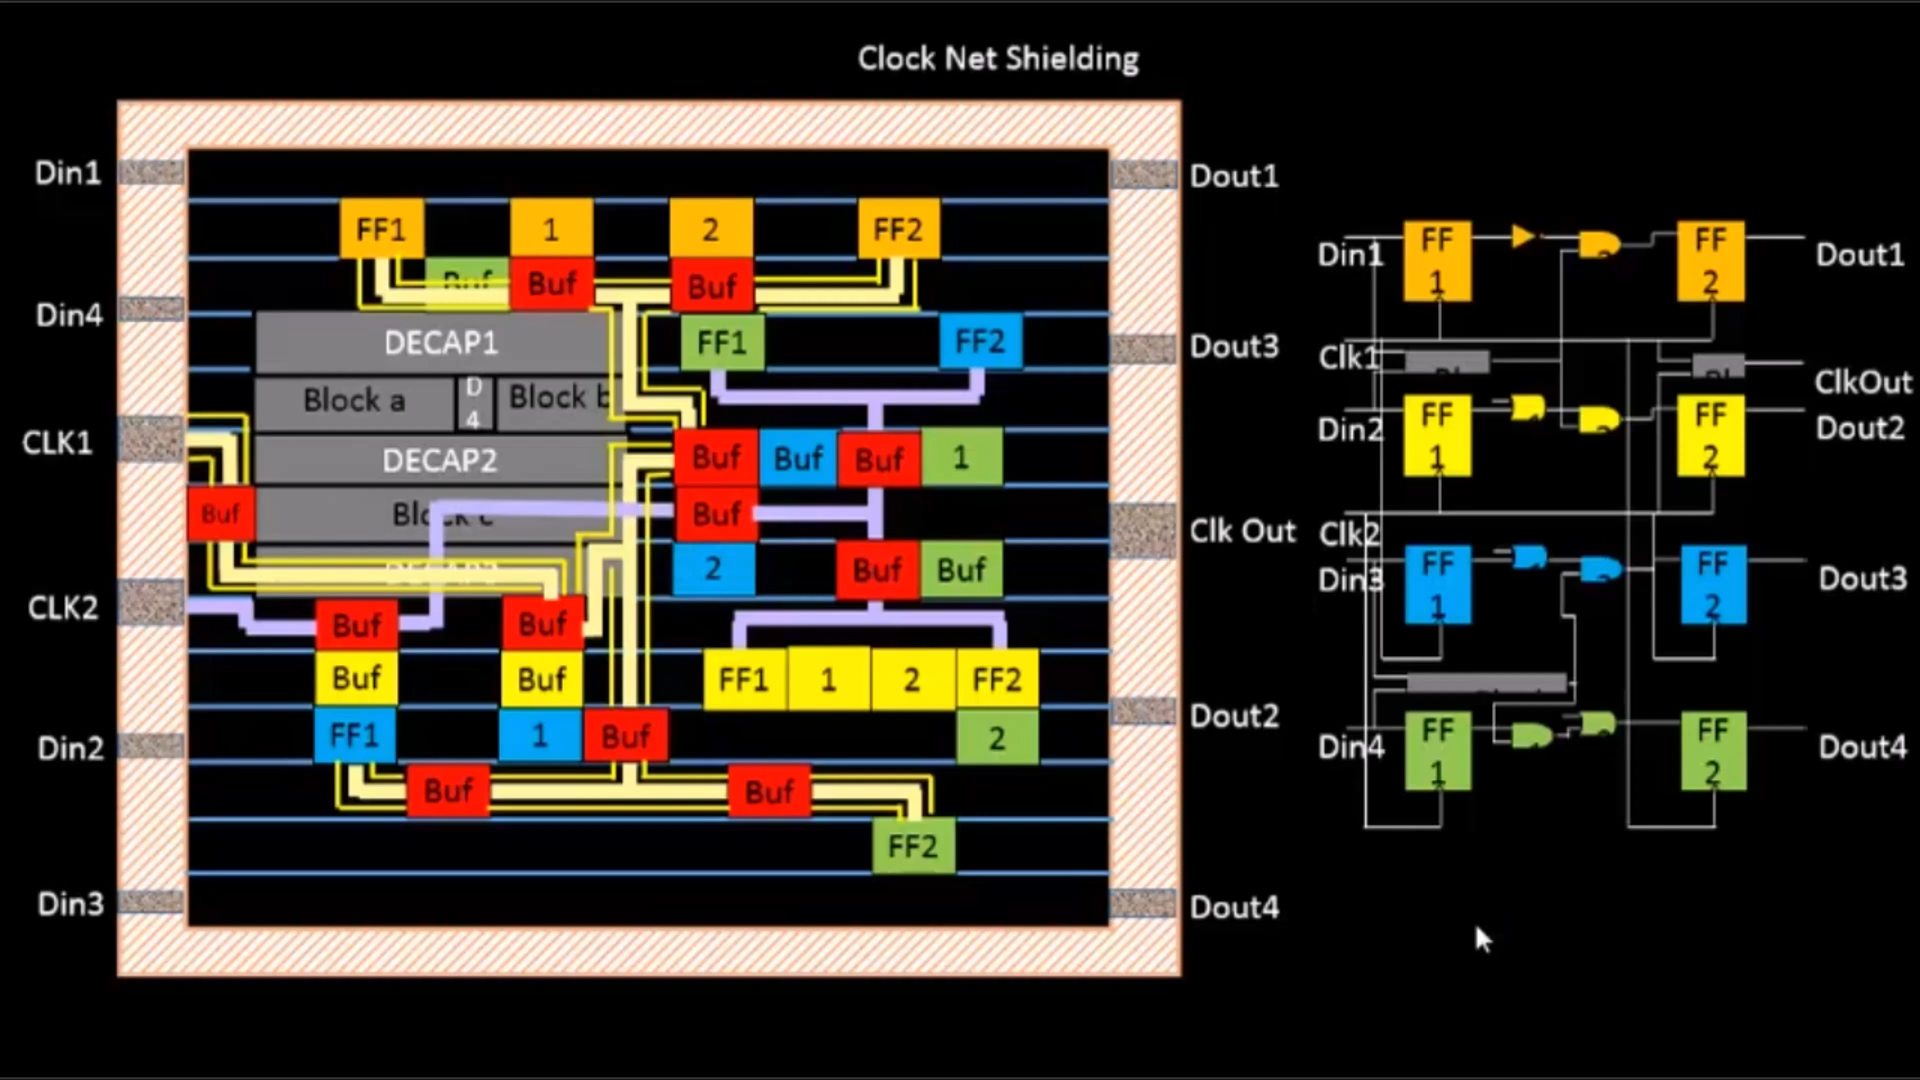 Clock Net Shielding
Din1
Dout1
FF1
1
2
FF2
Buf
Buf
Buf
Din4
DECAP1
FF1
FF2
Dout3
Block a
D
4
Block b
CLK1
DECAP2
Buf
Buf
Buf
1
Buf
Block c
Buf
Clk Out
2
Buf
Buf
CLK2
Buf
Buf
Buf
Buf
FF1
1
2
FF2
Din2
FF1
1
Buf
2
Dout2
Buf
Buf
FF2
Din3
Dout4
Din1
FF
1
FF
2
Dout1
Clk1
ClkOut
Din2
FF
1
FF
2
Dout2
Clk2
Din3
FF
1
FF
2
Dout3
Din4
FF
1
FF
2
Dout4